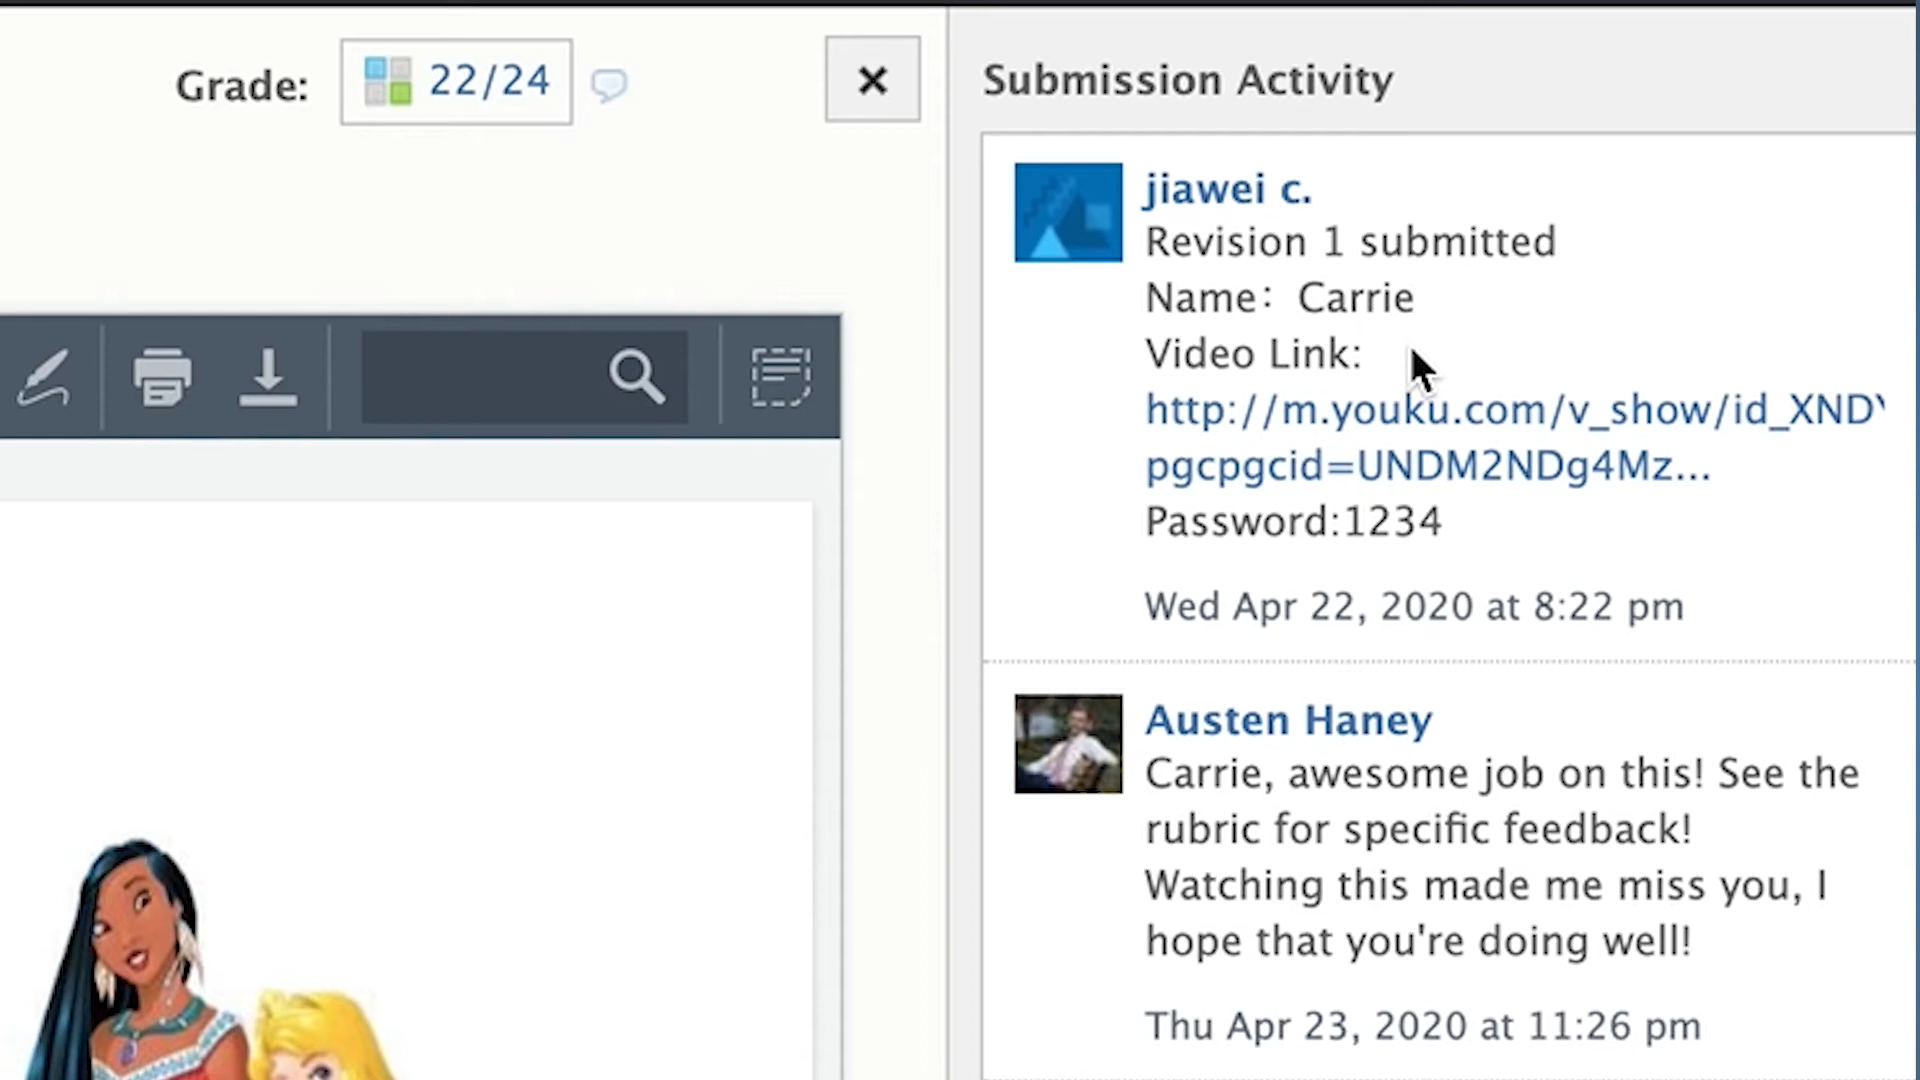 Grade: 22/24
Submission Activity
jiawei c.
Revision 1 submitted
Name： Carrie
Video Link:
http://m.youku.com/v_show/id_XND
pgcpgcid=UNDM2NDg4Mz...
Password:1234
Wed Apr 22, 2020 at 8:22 pm
Austen Haney
Carrie, awesome job on this! See the
rubric for specific feedback!
Watching this made me miss you, I
hope that you're doing well!
Thu Apr 23, 2020 at 11:26 pm